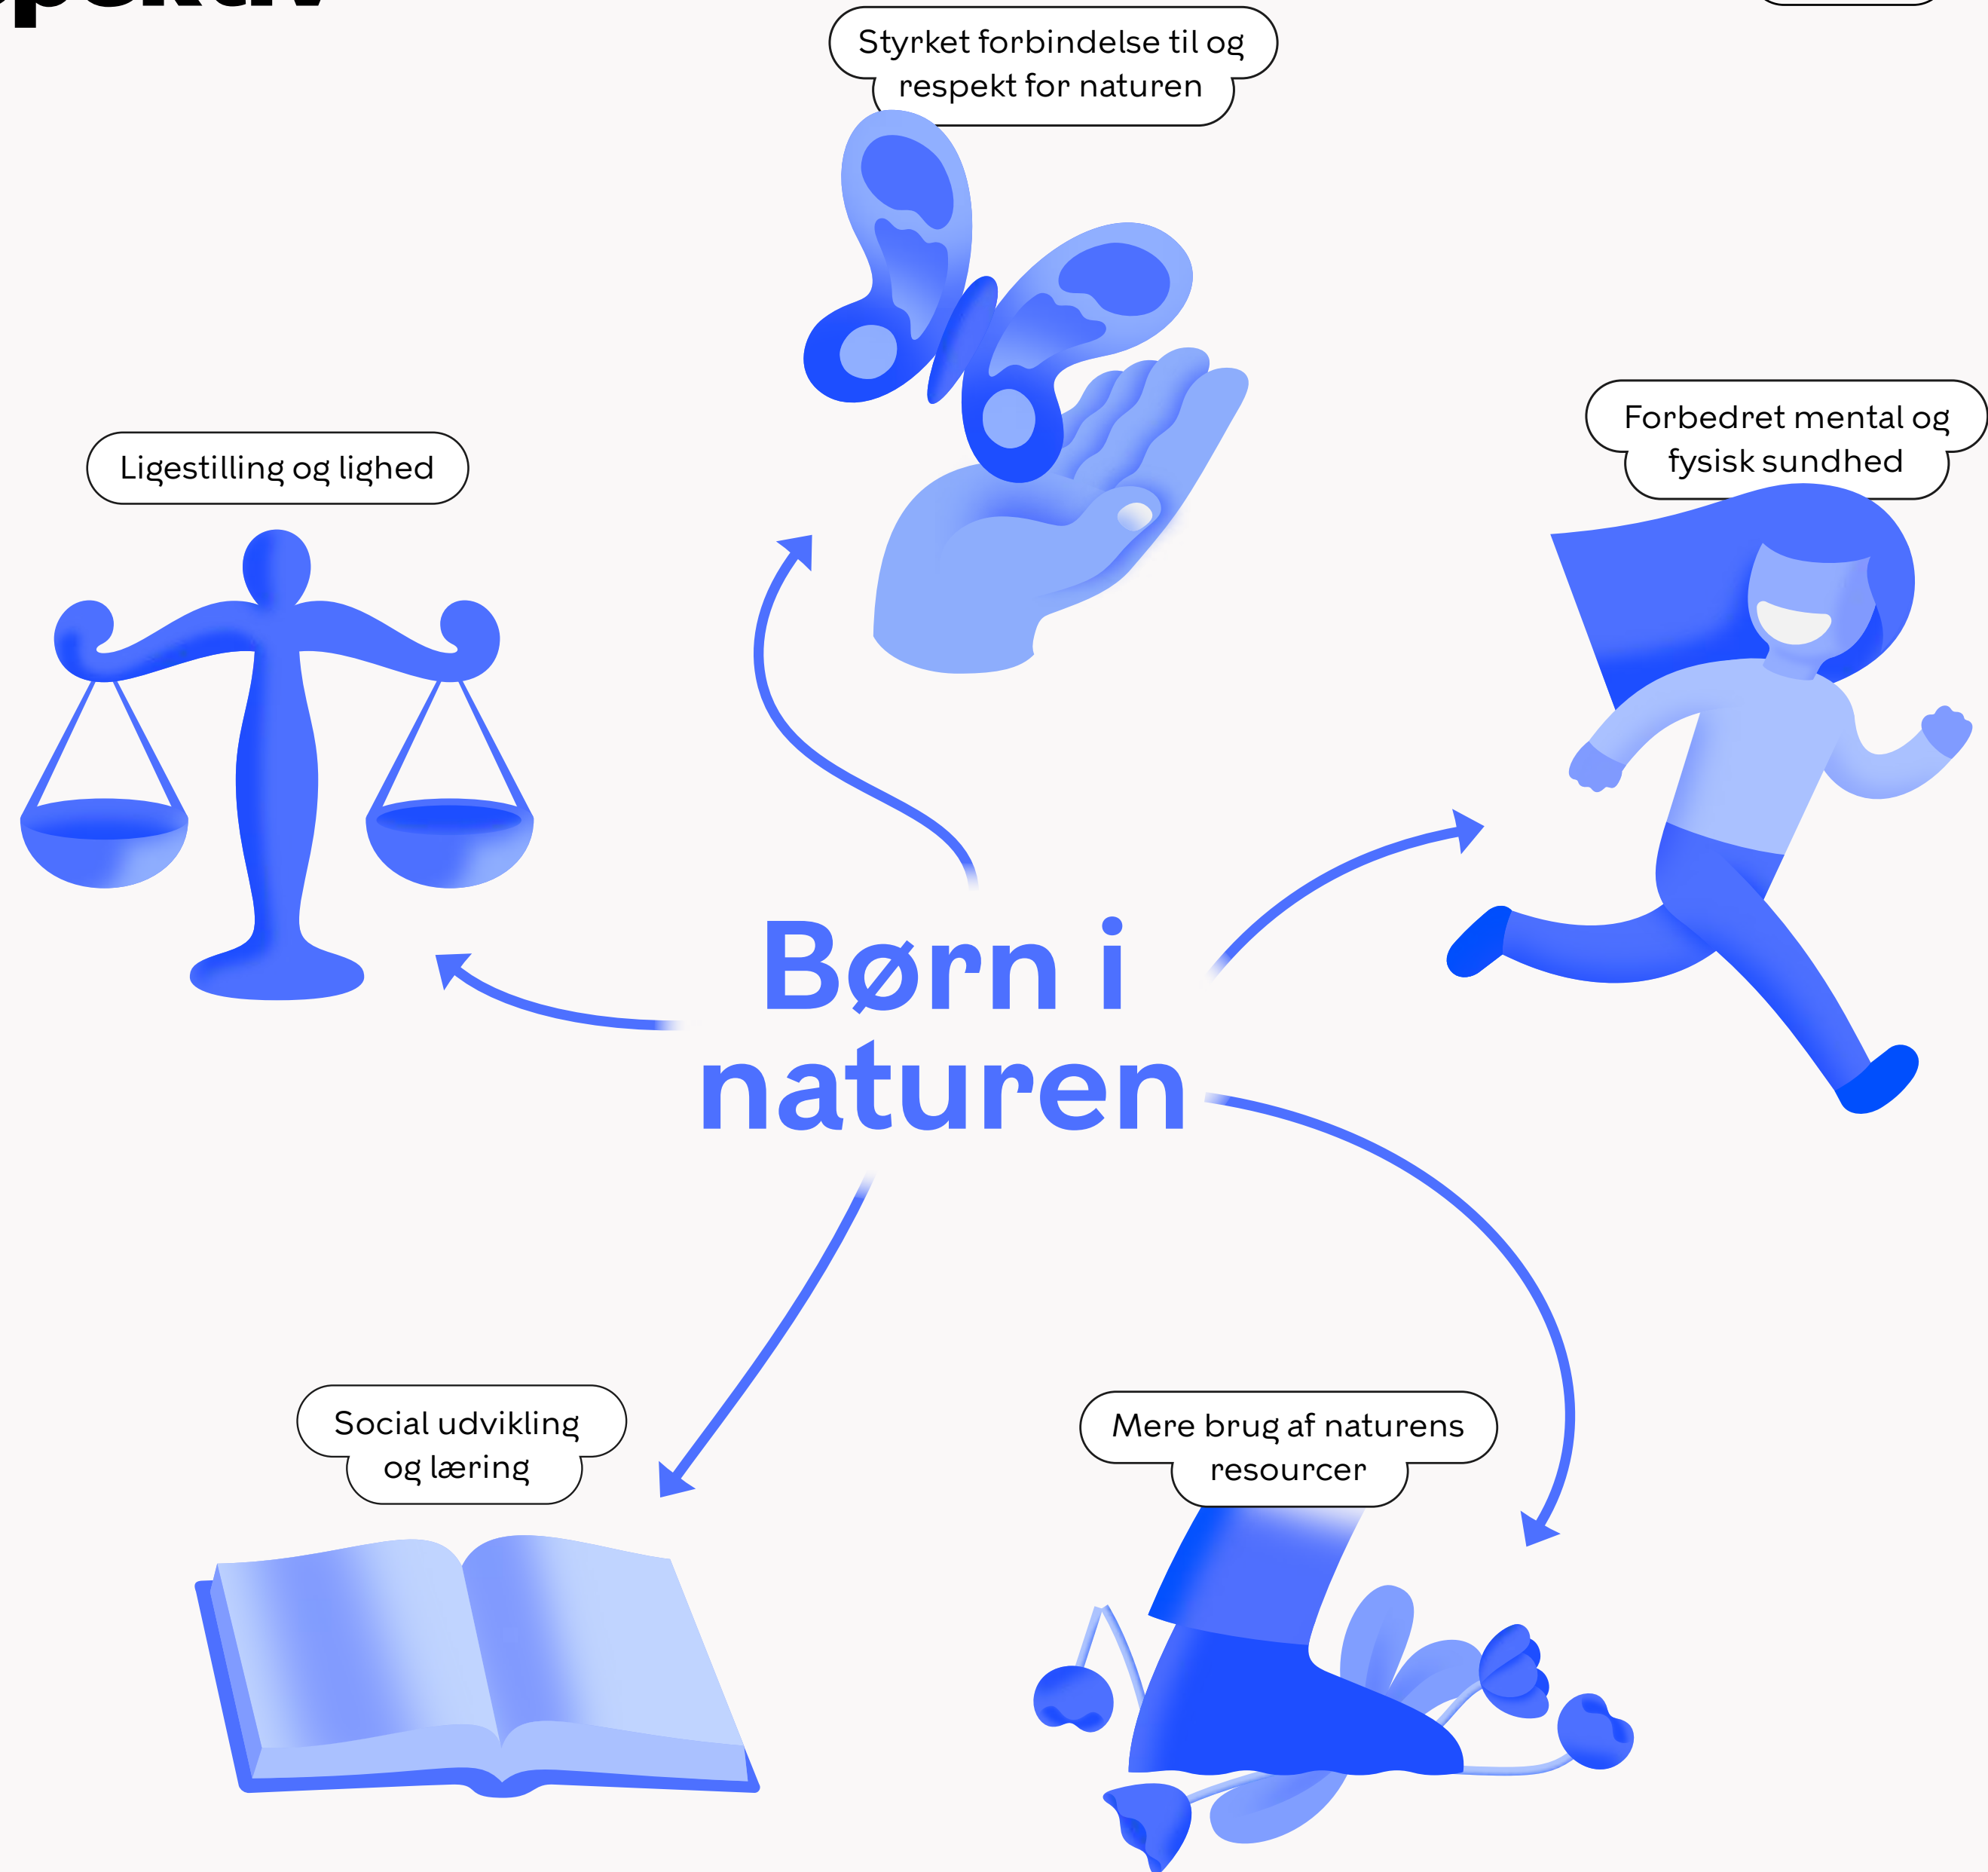 Styrket forbindelse til og
respekt for naturen
Forbedret mental og
fysisk sundhed
Ligestilling og lighed
Børn i
naturen
Social udvikling
og læring
Mere brug af naturens
resourcer